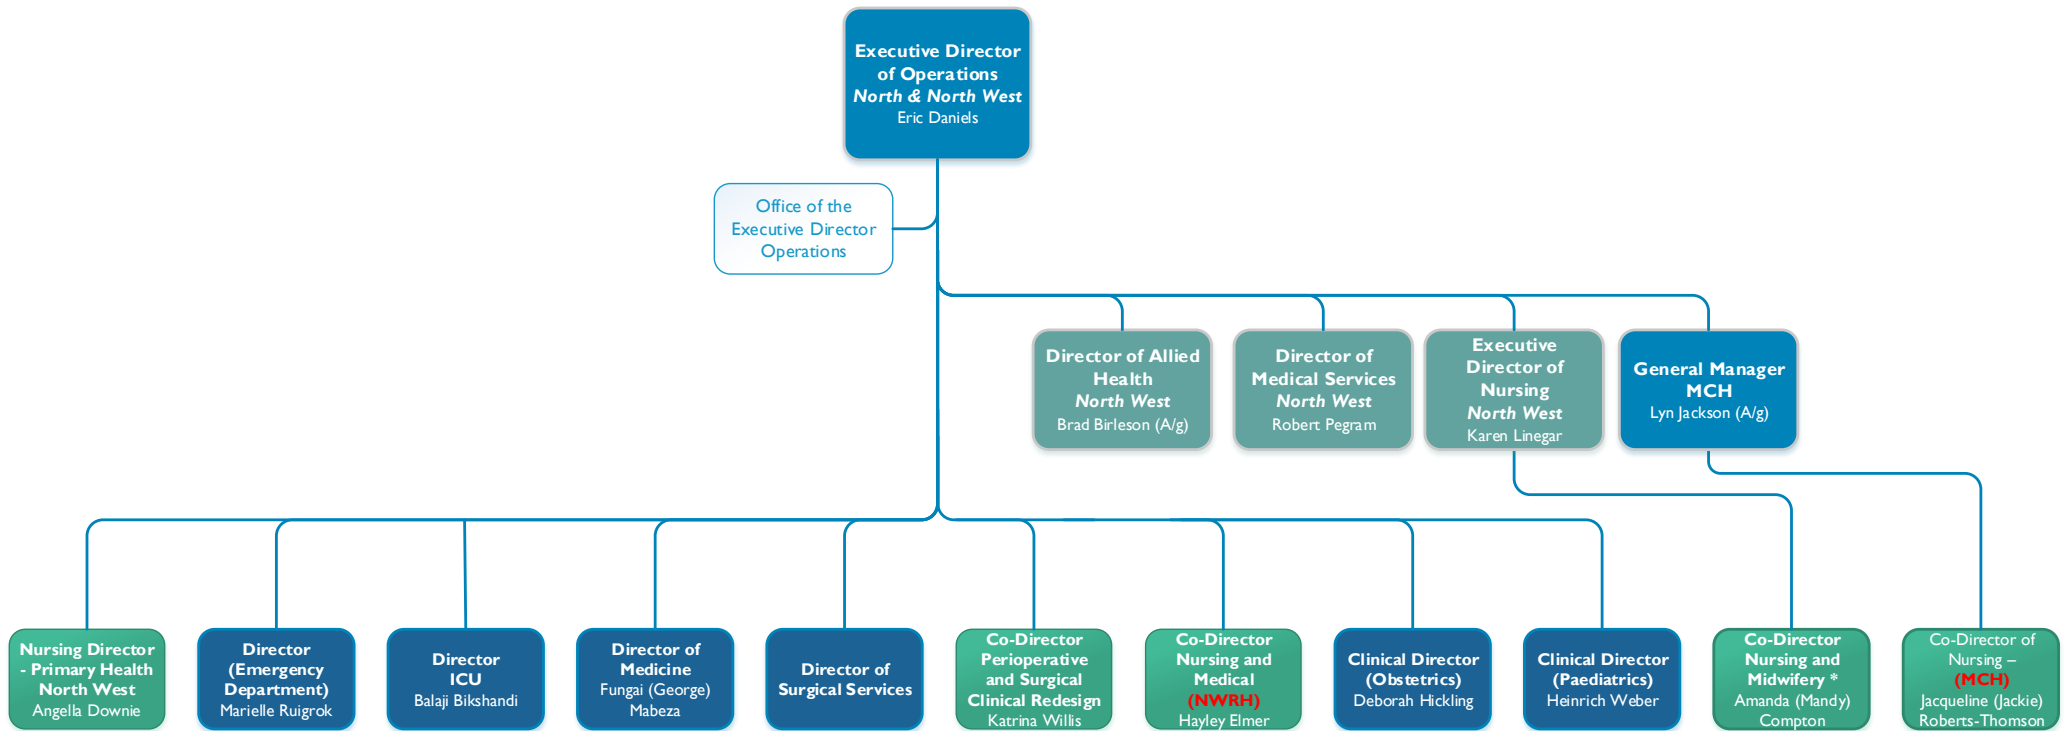 Executive Director
of Operations
North & North West
Eric Daniels
Office of the
Executive Director
Operations
Director of Allied
Health
North West
Brad Birleson (A/g)
Director of
Medical Services
North West
Robert Pegram
Executive
Director of
Nursing
North West
Karen Linegar
General Manager
MCH
Lyn Jackson (A/g)
Nursing Director
- Primary Health
North West
Angella Downie
Director
(Emergency
Department)
Marielle Ruigrok
Director
ICU
Balaji Bikshandi
Director of
Medicine
Fungai (George)
Mabeza
Director of
Surgical Services
Co-Director
Perioperative
and Surgical
Clinical Redesign
Katrina Willis
Co-Director
Nursing and
Medical
(NWRH)
Hayley Elmer
Clinical Director
(Obstetrics)
Deborah Hickling
Clinical Director
(Paediatrics)
Heinrich Weber
Co-Director
Nursing and
Midwifery *
Amanda (Mandy)
Compton
Co-Director of
Nursing –
(MCH)
Jacqueline (Jackie)
Roberts-Thomson